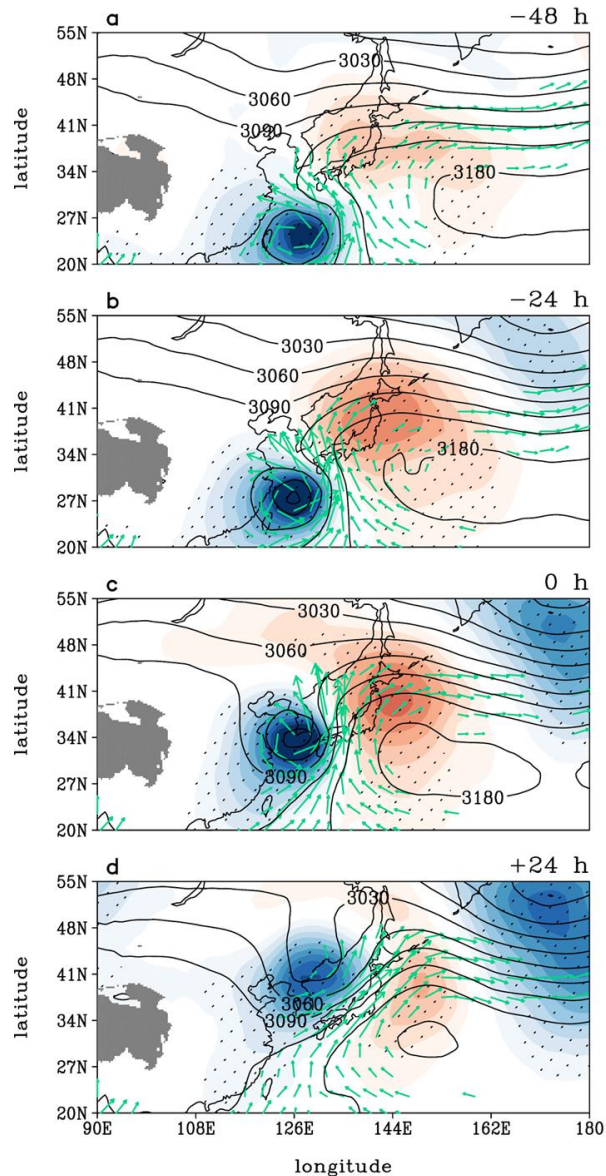 a −48 h
55N
3030
48N
3060
41N
3090
latitude
34N
3180
27N
20N
b −24 h
55N
3030
48N
3060
41N
3090
latitude
34N
3180
27N
20N
c 0 h
55N
3030
48N
3060
41N
latitude
34N
3090
27N
3180
20N
d +24 h
55N
3030
48N
41N
3060
latitude
34N
3090
27N
20N
90E 108E 126E 144E 162E 180
longitude